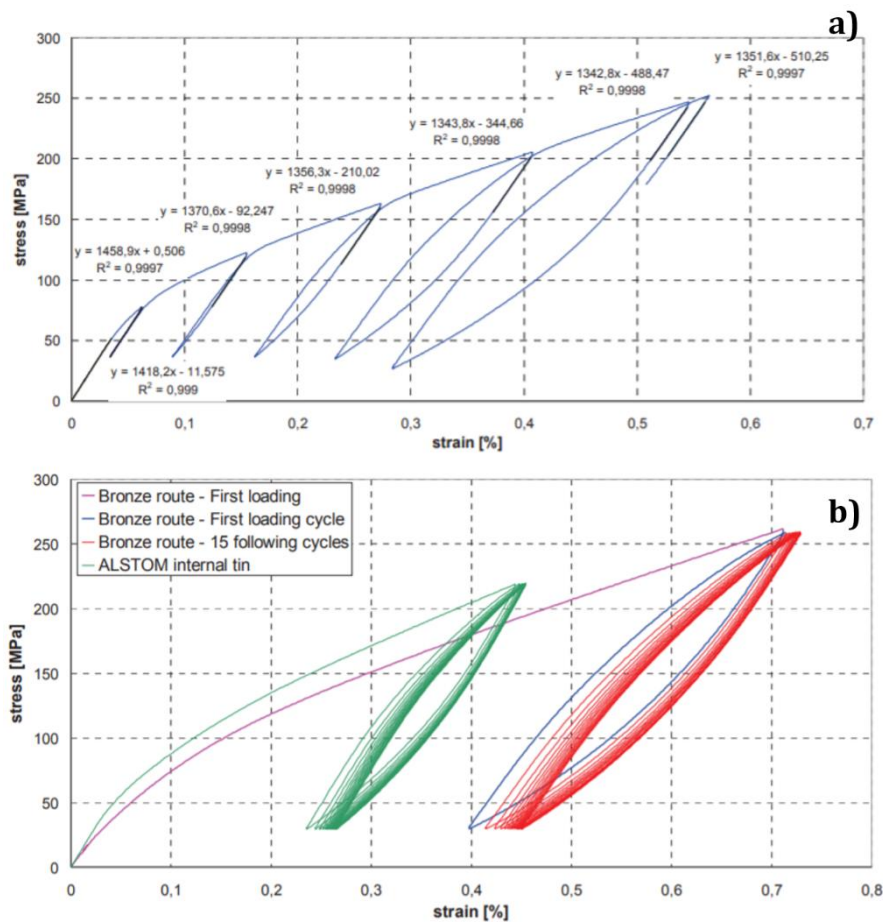 a)
300
250
200
150
100
50
0
stress [MPa]
y = 1458,9x + 0,506
R² = 0,9997
y = 1370,6x - 92,247
R² = 0,9998
y = 1356,3x - 210,02
R² = 0,9998
y = 1343,8x - 344,66
R² = 0,9998
y = 1342,8x - 488,47
R² = 0,9998
y = 1351,6x - 510,25
R² = 0,9997
y = 1418,2x - 11,575
R² = 0,999
0 0,1 0,2 0,3 0,4 0,5 0,6 0,7
strain [%]
b)
300
250
200
150
100
50
0
stress [MPa]
Bronze route - First loading
Bronze route - First loading cycle
Bronze route - 15 following cycles
ALSTOM internal tin
0 0,1 0,2 0,3 0,4 0,5 0,6 0,7 0,8
strain [%]